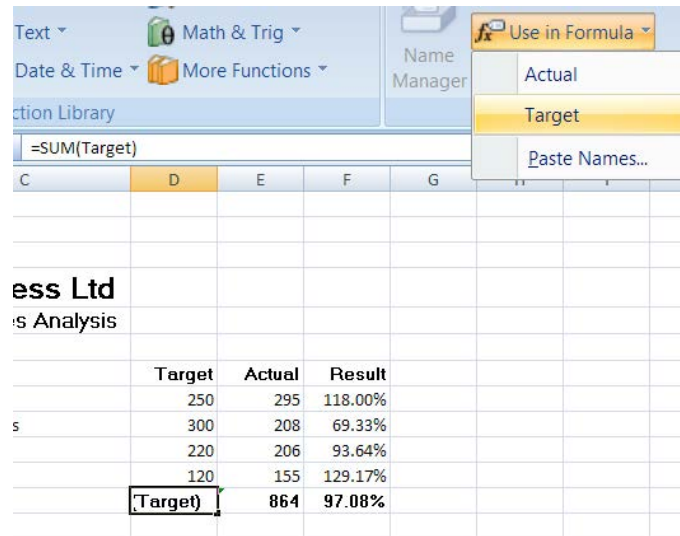 Text Math & Trig Use in Formula
Date & Time More Functions Name Manager Actual
ction Library Target
=SUM(Target) Paste Names...
C D E F G
ess Ltd
s Analysis
Target Actual Result
250 295 118.00%
s 300 208 69.33%
220 206 93.64%
120 155 129.17%
(Target) 864 97.08%